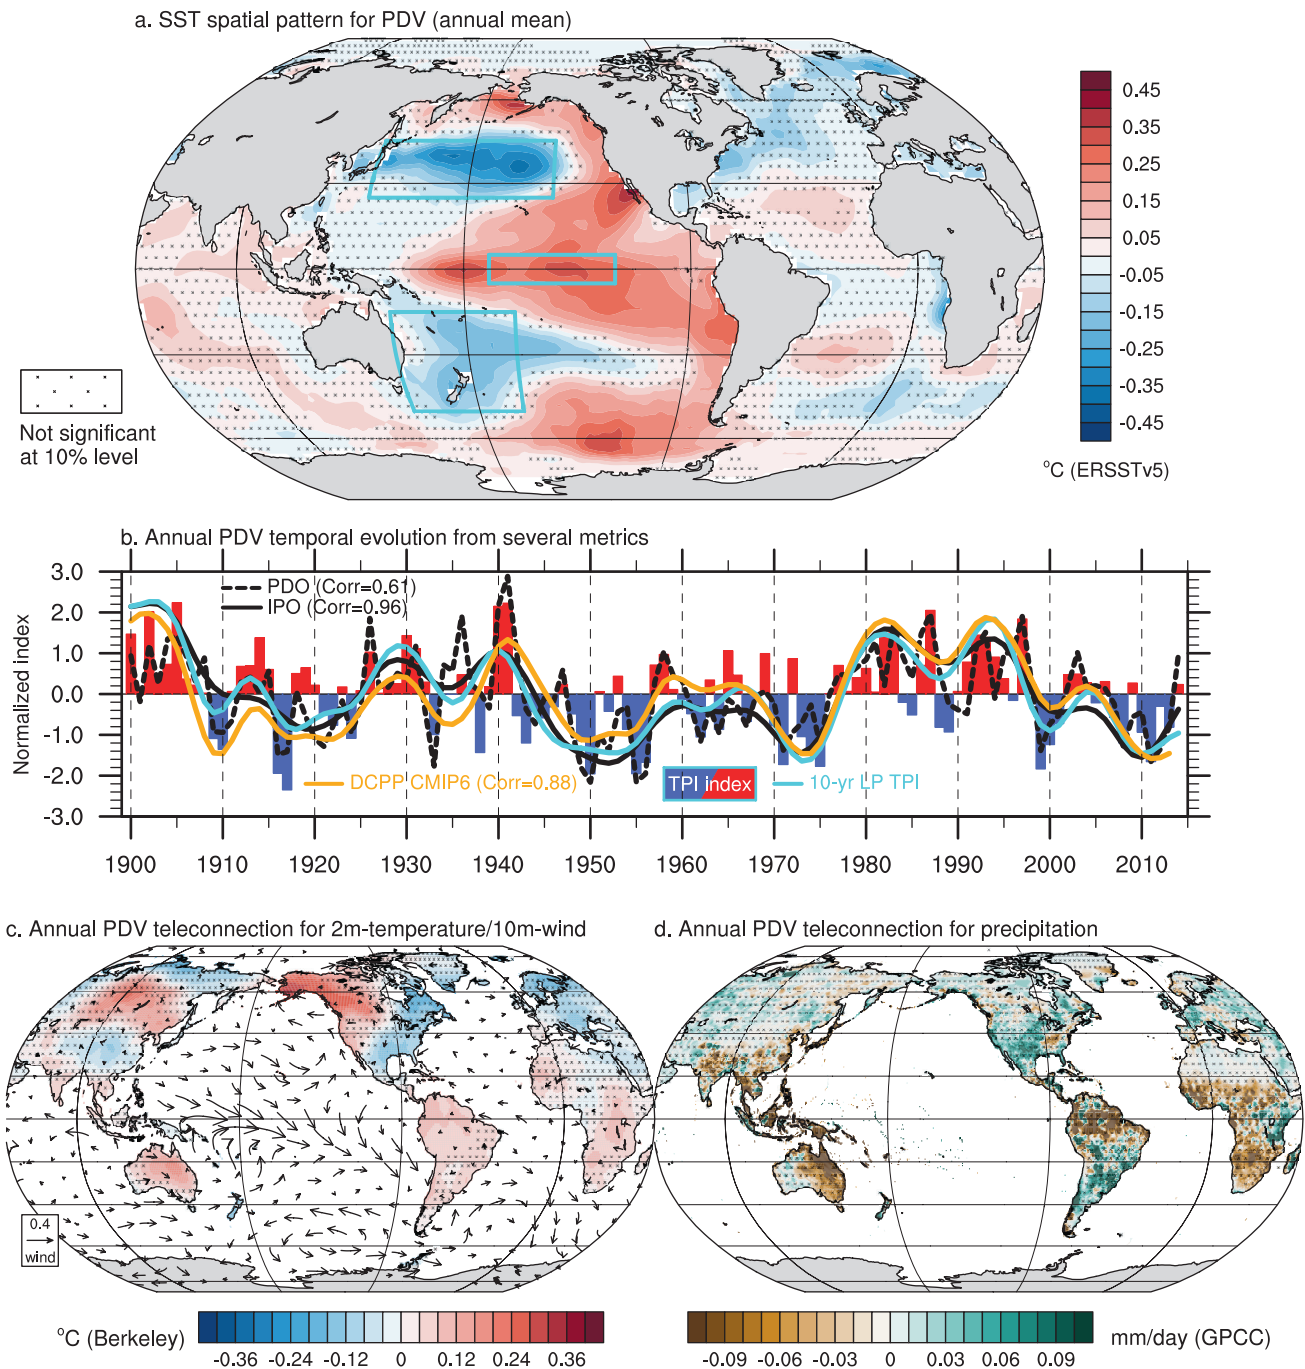 a. SST spatial pattern for PDV (annual mean)
0.45
0.35
0.25
0.15
0.05
-0.05
-0.15
-0.25
-0.35
-0.45
°C (ERSSTv5)
Not significant
at 10% level
b. Annual PDV temporal evolution from several metrics
Normalized index
3.0
2.0
1.0
0.0
-1.0
-2.0
-3.0
PDO (Corr=0.61)
IPO (Corr=0.96)
DCPP CMIP6 (Corr=0.88)
TPI index
10-yr LP TPI
1900 1910 1920 1930 1940 1950 1960 1970 1980 1990 2000 2010
c. Annual PDV teleconnection for 2m-temperature/10m-wind
0.4
wind
°C (Berkeley)
-0.36 -0.24 -0.12 0 0.12 0.24 0.36
d. Annual PDV teleconnection for precipitation
-0.09 -0.06 -0.03 0 0.03 0.06 0.09
mm/day (GPCC)